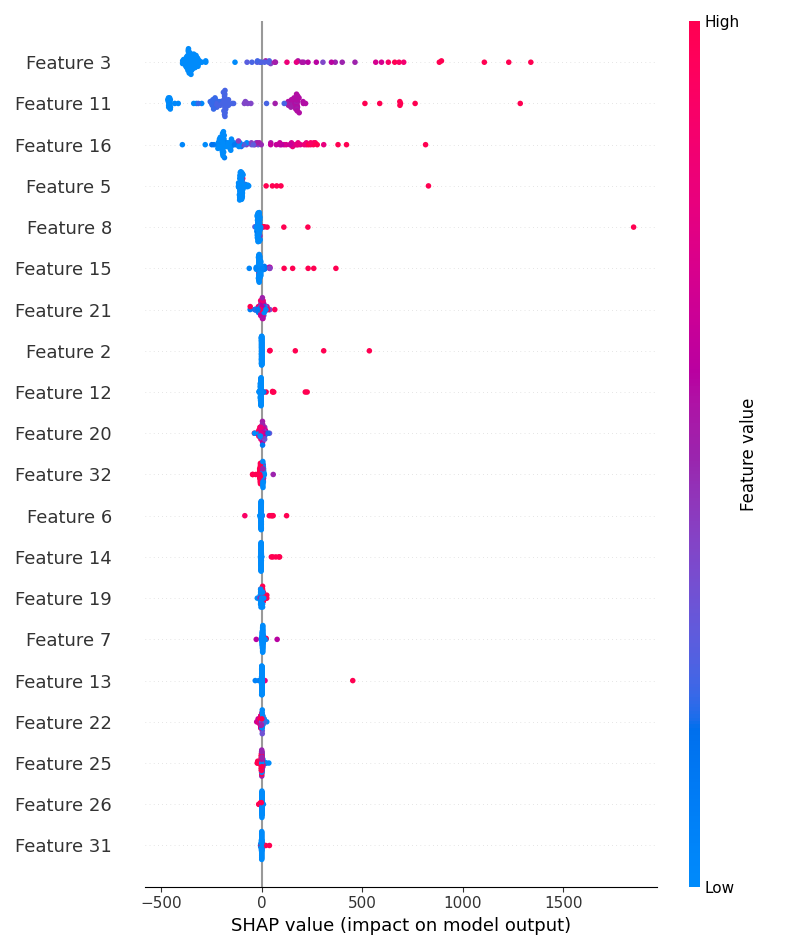 High
Feature 3
Feature 11
Feature 16
Feature 5
Feature 8
Feature 15
Feature 21
Feature 2
Feature 12
Feature 20
Feature 32
Feature 6
Feature 14
Feature 19
Feature 7
Feature 13
Feature 22
Feature 25
Feature 26
Feature 31
Feature value
Low
−500 0 500 1000 1500
SHAP value (impact on model output)